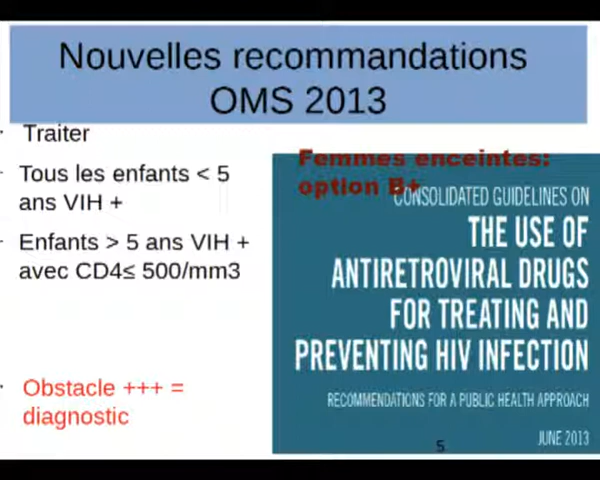 Nouvelles recommandations
OMS 2013
Traiter
Tous les enfants < 5
ans VIH +
Enfants > 5 ans VIH +
avec CD4≤ 500/mm3
Obstacle +++ =
diagnostic
Femmes enceintes:
option B+
CONSOLIDATED GUIDELINES ON
THE USE OF
ANTIRETROVIRAL DRUGS
FOR TREATING AND
PREVENTING HIV INFECTION
RECOMMENDATIONS FOR A PUBLIC HEALTH APPROACH
JUNE 2013
5